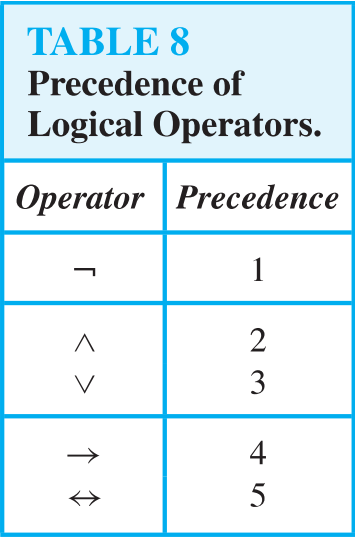 TABLE 8
Precedence of
Logical Operators.
Operator Precedence
¬ 1
∧ 2
∨ 3
→ 4
↔ 5